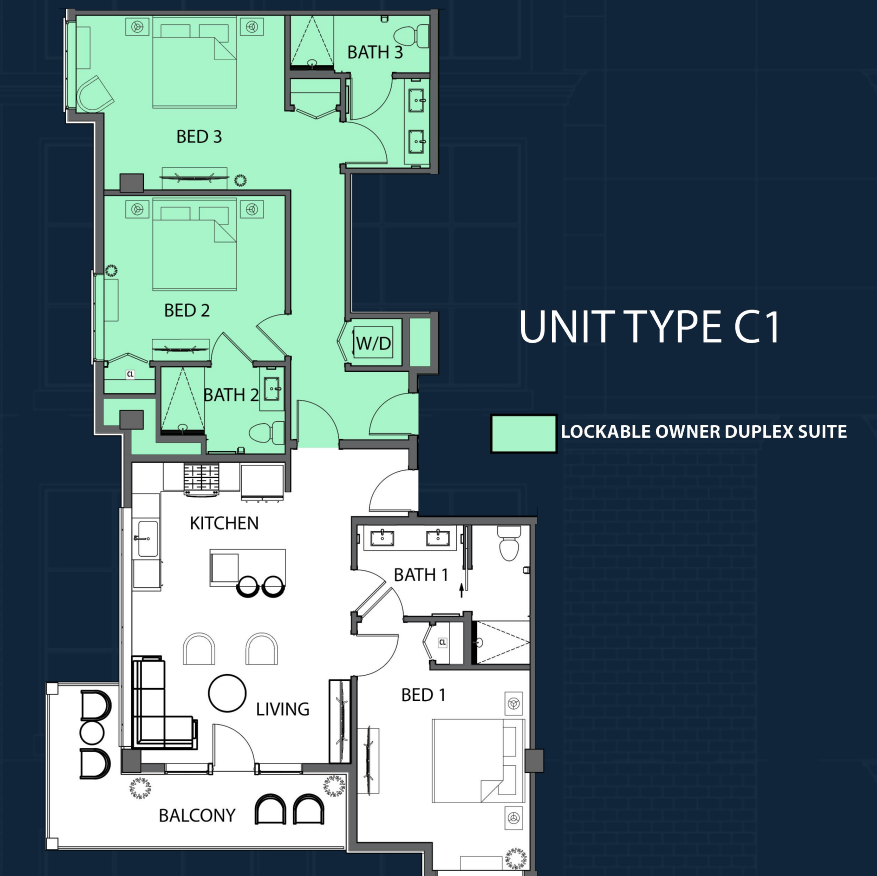 BATH 3
BED 3
BED 2
UNIT TYPE C1
W/D
CL
BATH 2
LOCKABLE OWNER DUPLEX SUITE
KITCHEN
BATH 1
CL
BED 1
LIVING
BALCONY